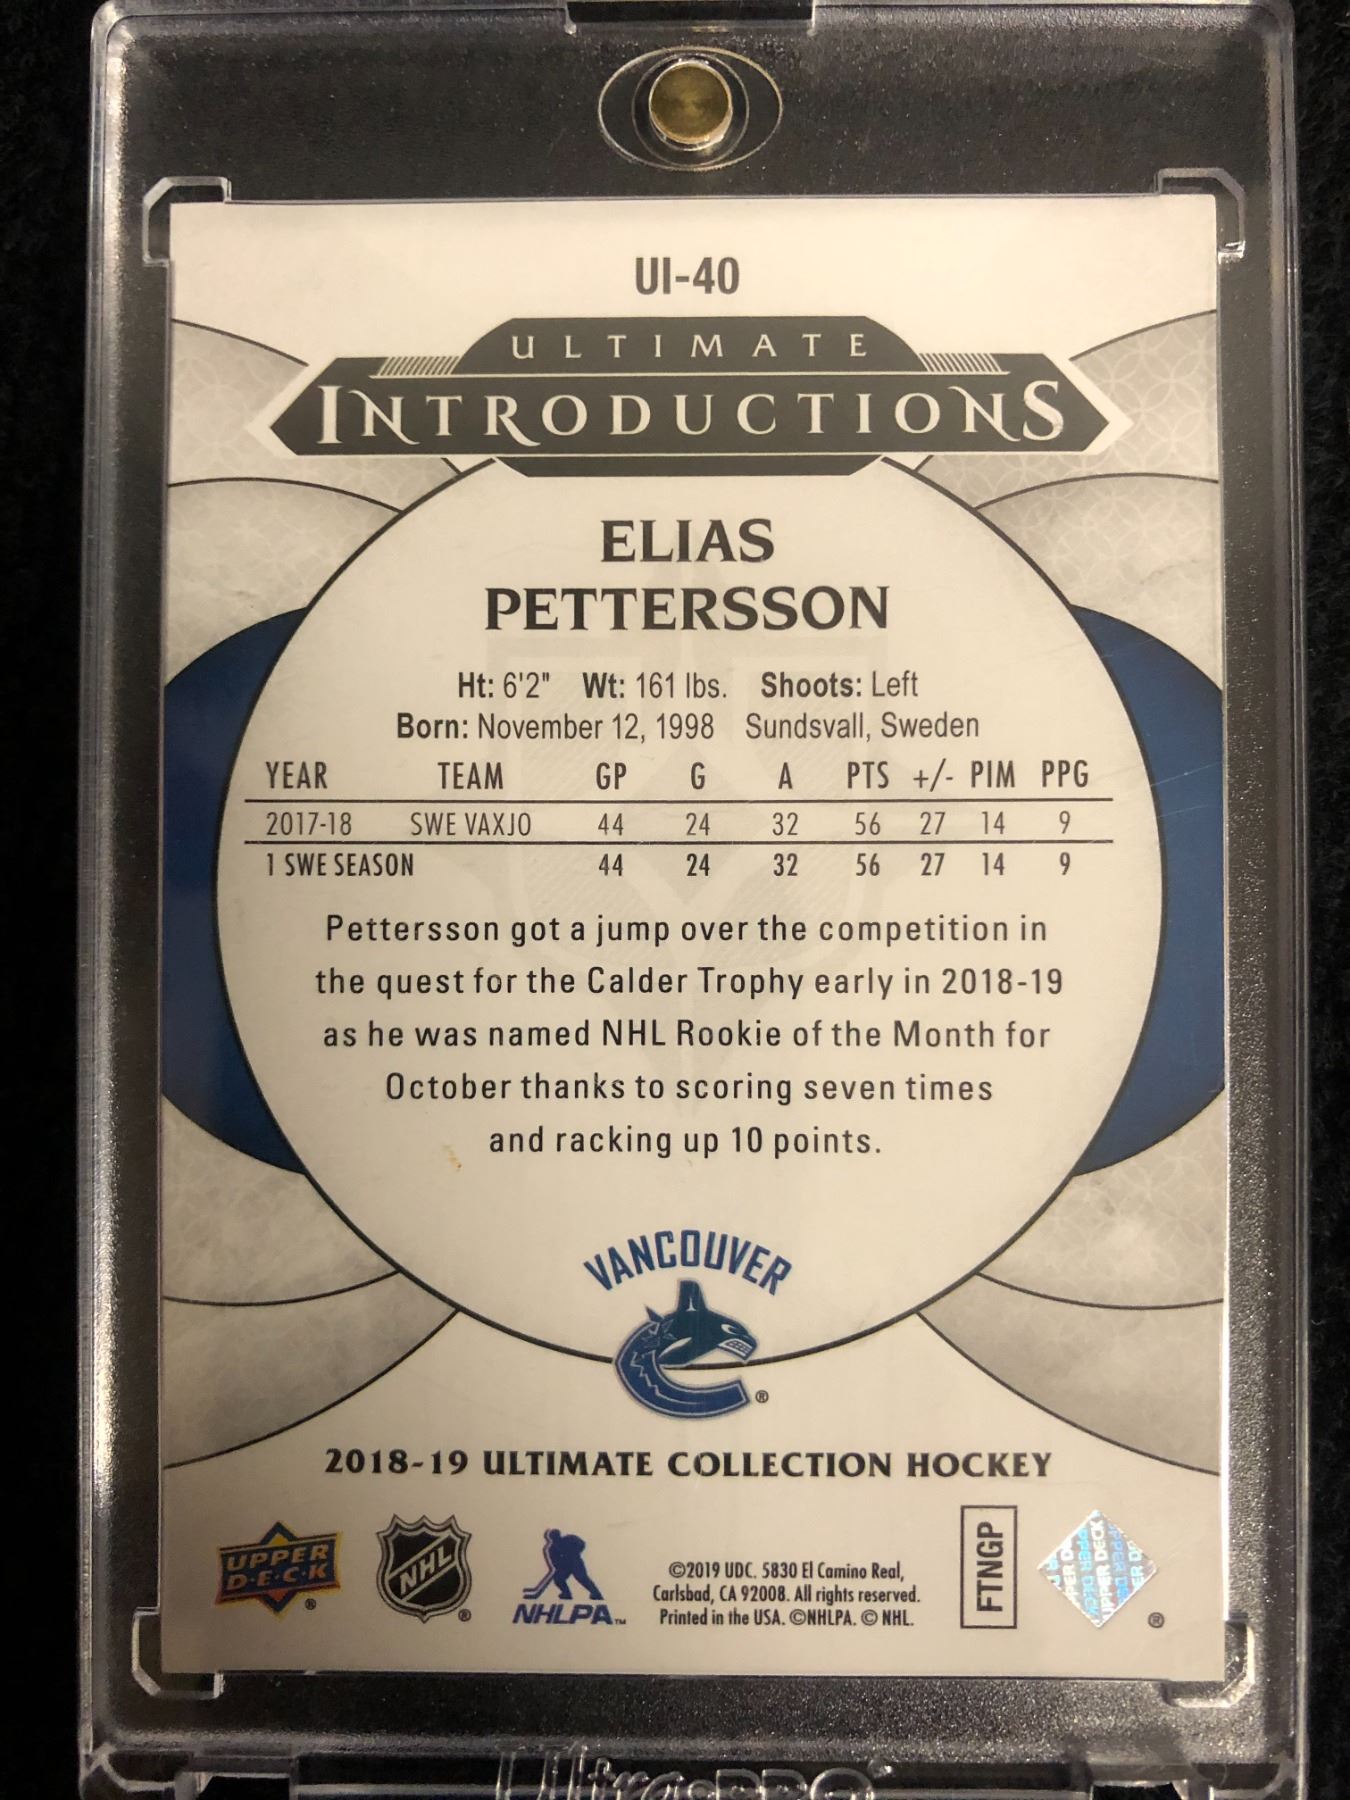 UI-40
ULTIMATE
INTRODUCTIONS
ELIAS
PETTERSSON
Ht: 6'2" Wt: 161 lbs. Shoots: Left
Born: November 12, 1998 Sundsvall, Sweden
YEAR TEAM GP G A PTS +/- PIM PPG
2017-18 SWE VAXJO 44 24 32 56 27 14 9
1 SWE SEASON 44 24 32 56 27 14 9
Pettersson got a jump over the competition in
the quest for the Calder Trophy early in 2018-19
as he was named NHL Rookie of the Month for
October thanks to scoring seven times
and racking up 10 points.
VANCOUVER
®
2018-19 ULTIMATE COLLECTION HOCKEY
UPPER
D·E·C·K
®
NHL
®
NHLPA™
©2019 UDC. 5830 El Camino Real,
Carlsbad, CA 92008. All rights reserved.
Printed in the USA. ©NHLPA. © NHL.
FTNGP
UPPER DECK
®
Ultra·PRO